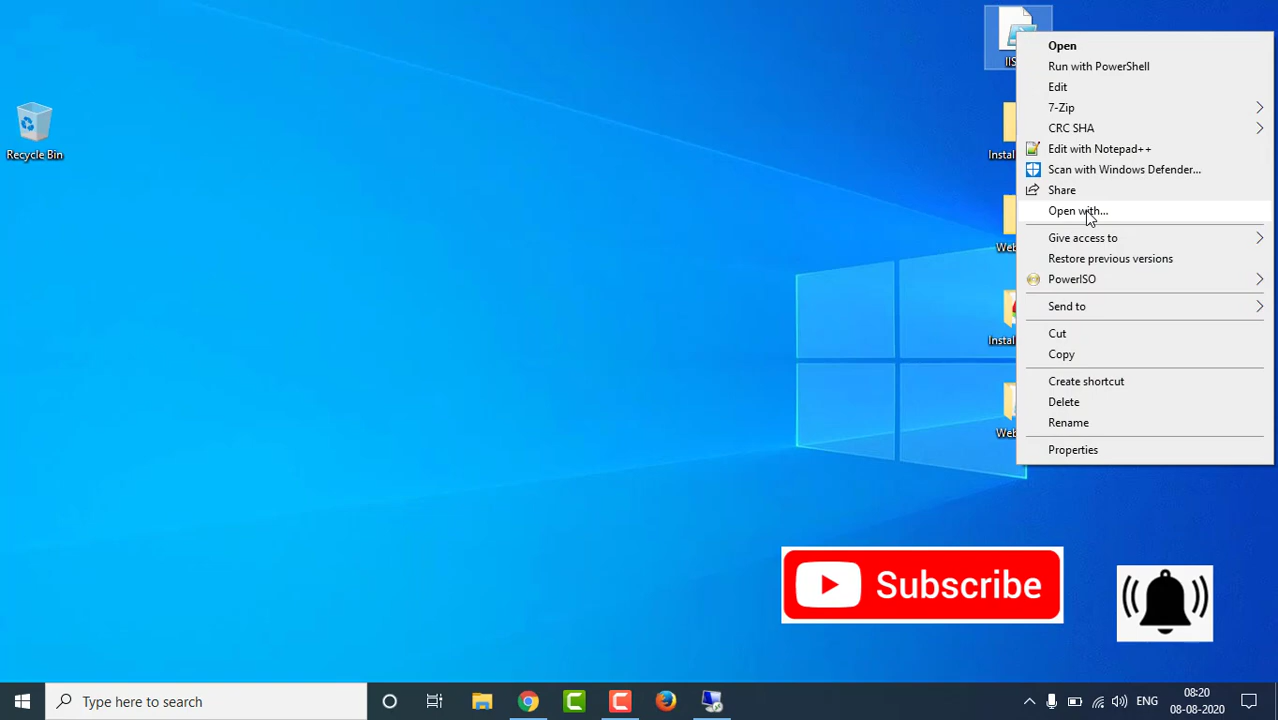 Recycle Bin
IIS
Instal
Web
Instal
Web
Open
Run with PowerShell
Edit
7-Zip
CRC SHA
Edit with Notepad++
Scan with Windows Defender...
Share
Open with...
Give access to
Restore previous versions
PowerISO
Send to
Cut
Copy
Create shortcut
Delete
Rename
Properties
Subscribe
Type here to search
ENG
08:20
08-08-2020